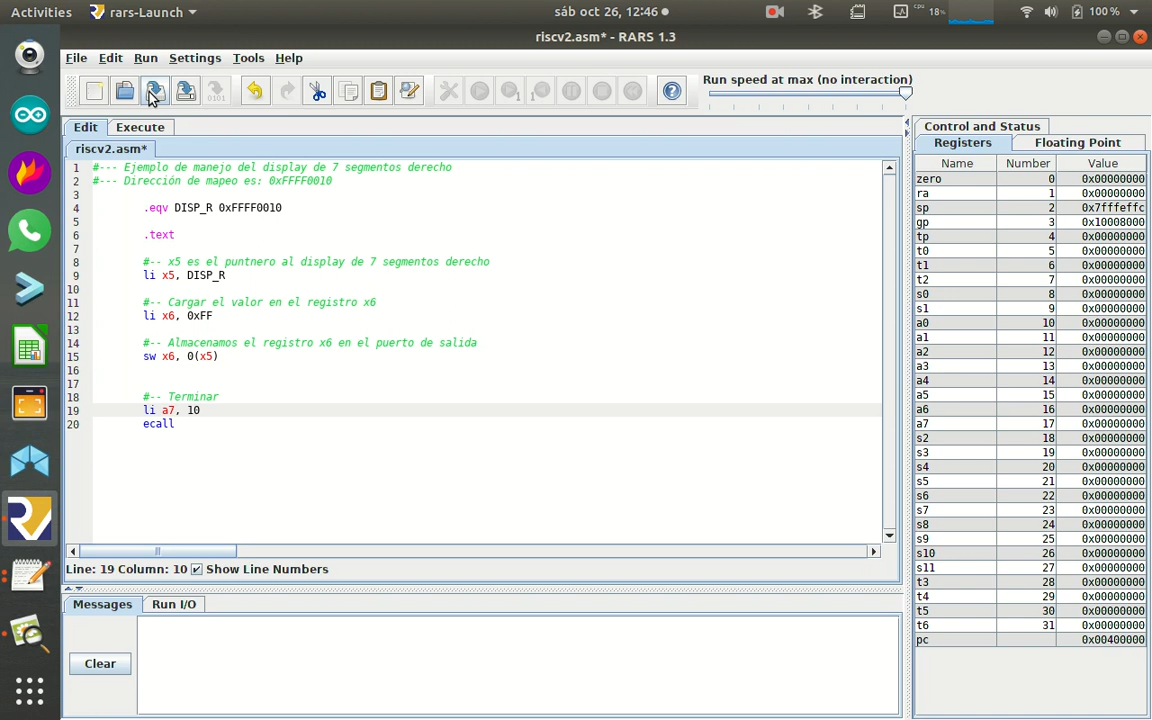 Activities rars-Launch sáb oct 26, 12:46 cpu 18% 100 %
riscv2.asm* - RARS 1.3
File Edit Run Settings Tools Help
Run speed at max (no interaction)
0101 1 1
Edit Execute
riscv2.asm*
1 #--- Ejemplo de manejo del display de 7 segmentos derecho
2 #--- Dirección de mapeo es: 0xFFFF0010
3
4 .eqv DISP_R 0xFFFF0010
5
6 .text
7
8 #-- x5 es el puntnero al display de 7 segmentos derecho
9 li x5, DISP_R
10
11 #-- Cargar el valor en el registro x6
12 li x6, 0xFF
13
14 #-- Almacenamos el registro x6 en el puerto de salida
15 sw x6, 0(x5)
16
17
18 #-- Terminar
19 li a7, 10
20 ecall
Line: 19 Column: 10 Show Line Numbers
Messages Run I/O
Clear
Control and Status
Registers Floating Point
Name Number Value
zero 0 0x00000000
ra 1 0x00000000
sp 2 0x7fffeffc
gp 3 0x10008000
tp 4 0x00000000
t0 5 0x00000000
t1 6 0x00000000
t2 7 0x00000000
s0 8 0x00000000
s1 9 0x00000000
a0 10 0x00000000
a1 11 0x00000000
a2 12 0x00000000
a3 13 0x00000000
a4 14 0x00000000
a5 15 0x00000000
a6 16 0x00000000
a7 17 0x00000000
s2 18 0x00000000
s3 19 0x00000000
s4 20 0x00000000
s5 21 0x00000000
s6 22 0x00000000
s7 23 0x00000000
s8 24 0x00000000
s9 25 0x00000000
s10 26 0x00000000
s11 27 0x00000000
t3 28 0x00000000
t4 29 0x00000000
t5 30 0x00000000
t6 31 0x00000000
pc 0x00400000